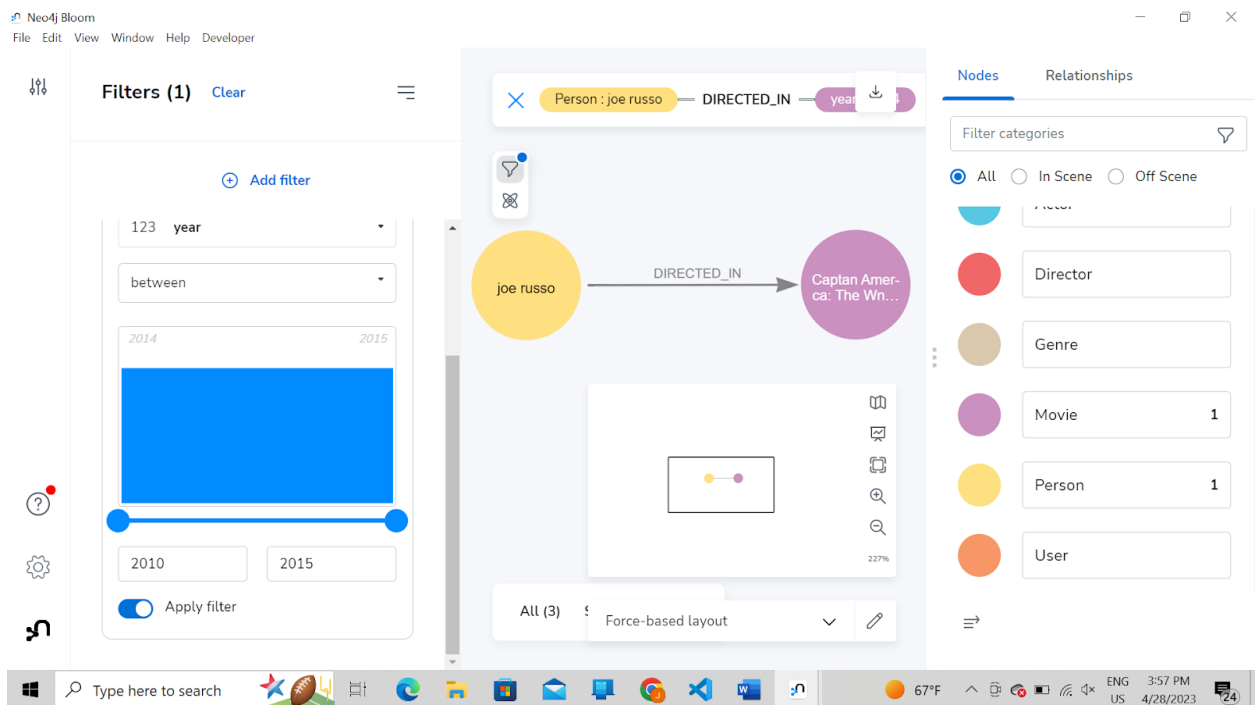 Neo4j Bloom
File Edit View Window Help Developer
Filters (1) Clear
Add filter
123 year
between
2014 2015
2010 2015
Apply filter
Person : joe russo DIRECTED_IN year 4
joe russo
DIRECTED_IN
Captan Amer-
ca: The Wn...
227%
All (3) S
Force-based layout
Nodes Relationships
Filter categories
All In Scene Off Scene
Actor
Director
Genre
Movie 1
Person 1
User
Type here to search
67°F
ENG
US
3:57 PM
4/28/2023
24